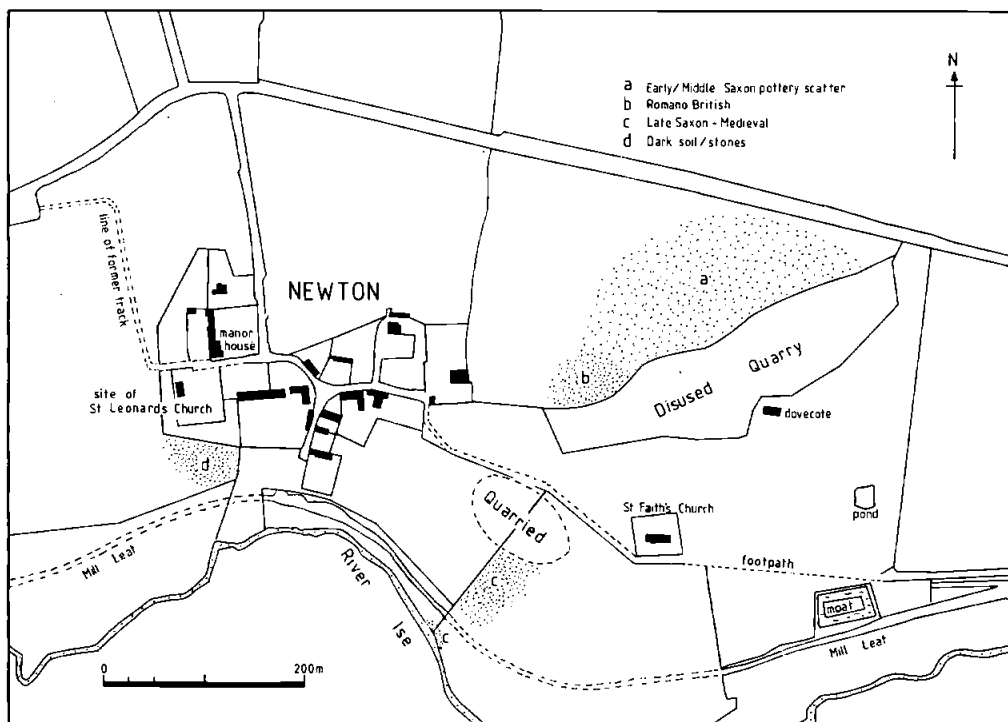 N
a Early/Middle Saxon pottery scatter
b Romano British
c Late Saxon - Medieval
d Dark soil/stones
line of former track
NEWTON
manor
house
a
b
Disused Quarry
dovecote
site of
St Leonards Church
d
Quarried
St Faith's Church
pond
footpath
Mill Leat
River Ise
c
c
moat
Mill Leat
0 200m